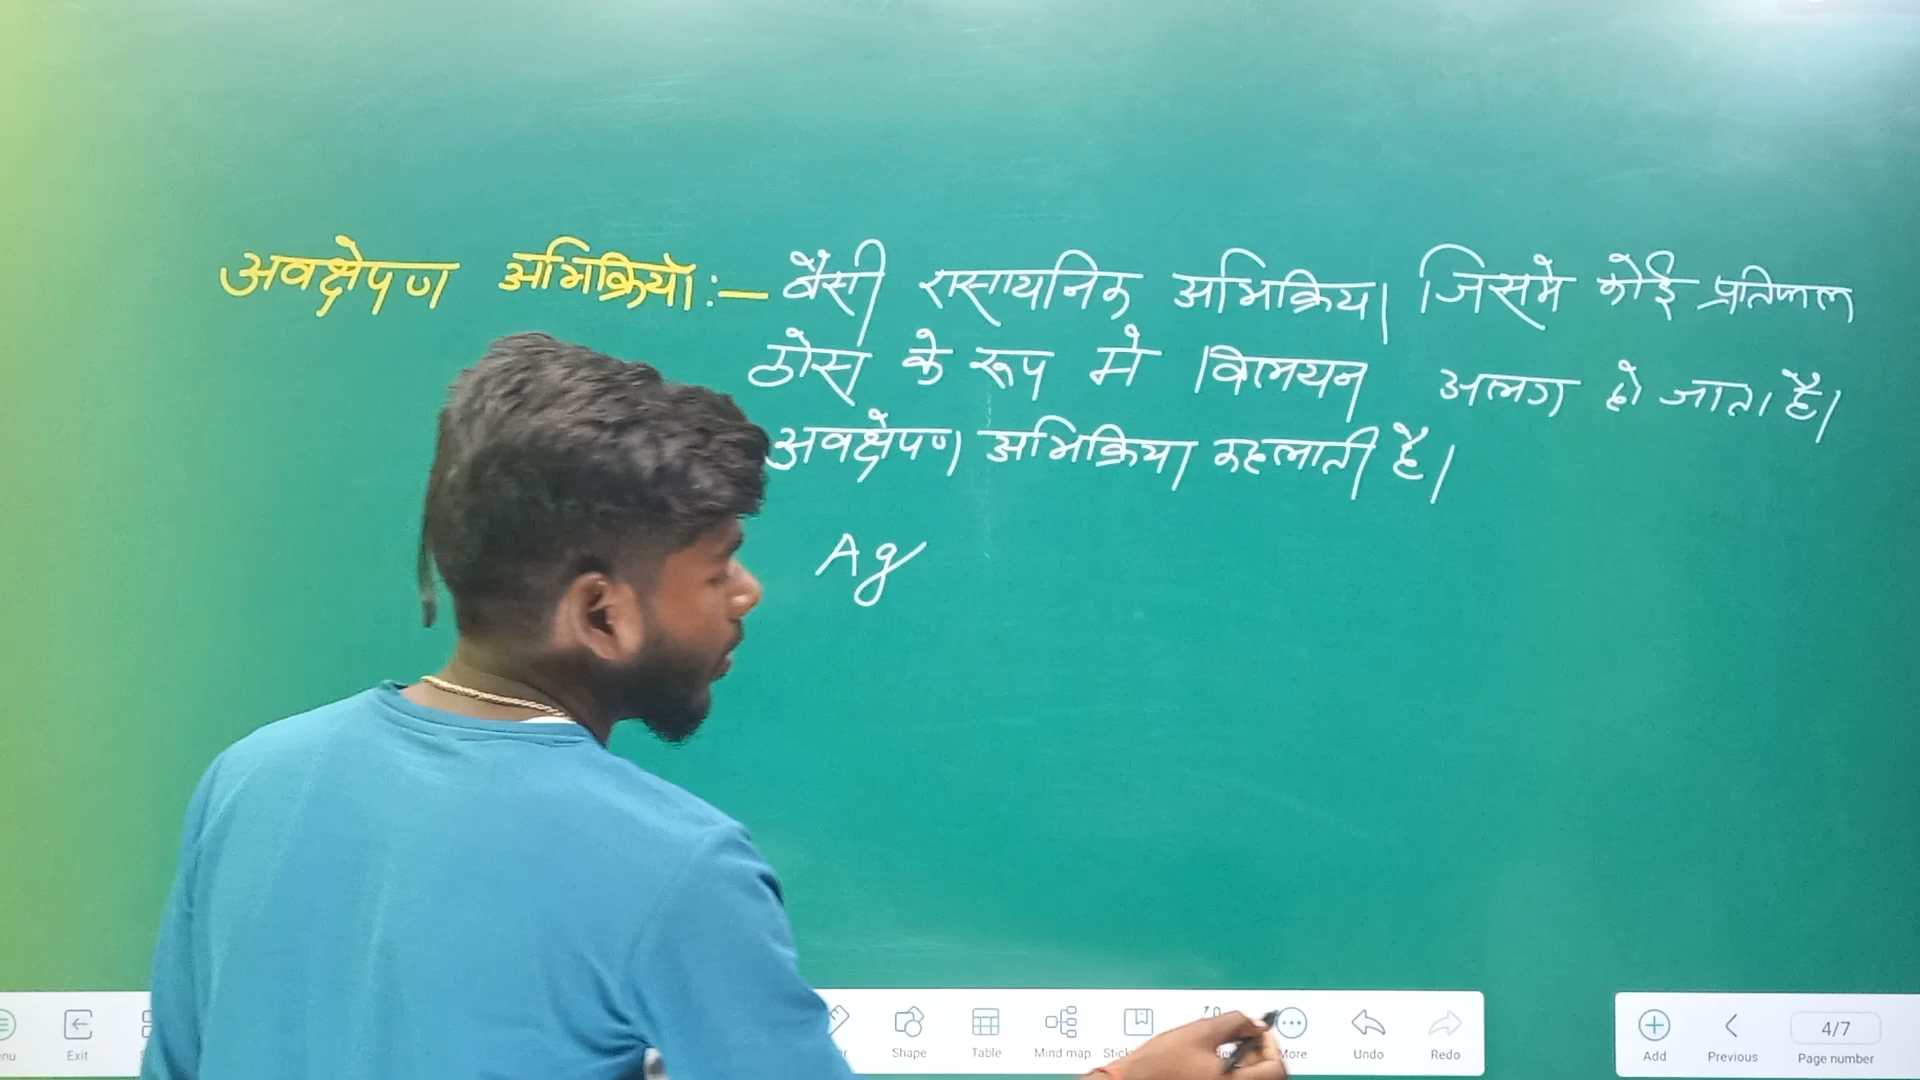 अवक्षेपण अभिक्रिया :— वैसी रासायनिक अभिक्रिया जिसमे कोई प्रतिफल
ठोस के रूप मे विलयन अलग हो जाता है।
अवक्षेपण अभिक्रिया कहलाती है।
Ag
Exit
Shape
Table
Mind map
More
Undo
Redo
Add
Previous
4/7
Page number